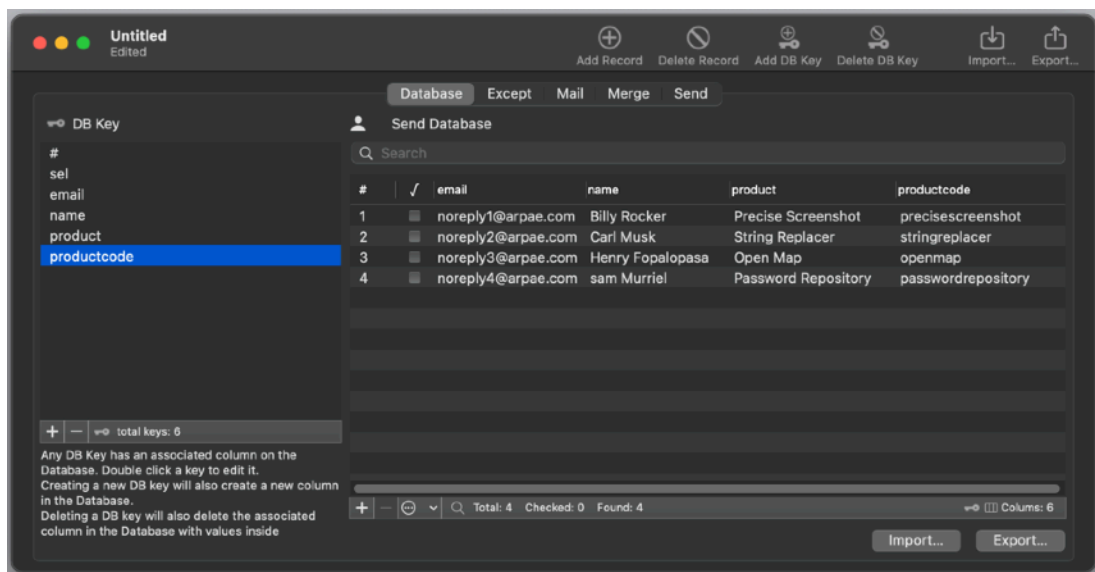 Untitled
Edited
Add Record Delete Record Add DB Key Delete DB Key Import... Export...
Database Except Mail Merge Send
DB Key
#
sel
email
name
product
productcode
total keys: 6
Any DB Key has an associated column on the
Database. Double click a key to edit it.
Creating a new DB key will also create a new column
in the Database.
Deleting a DB key will also delete the associated
column in the Database with values inside
Send Database
Search
# √ email name product productcode
1 noreply1@arpae.com Billy Rocker Precise Screenshot precisescreenshot
2 noreply2@arpae.com Carl Musk String Replacer stringreplacer
3 noreply3@arpae.com Henry Fopalopasa Open Map openmap
4 noreply4@arpae.com sam Murriel Password Repository passwordrepository
Total: 4 Checked: 0 Found: 4 Colums: 6
Import... Export...